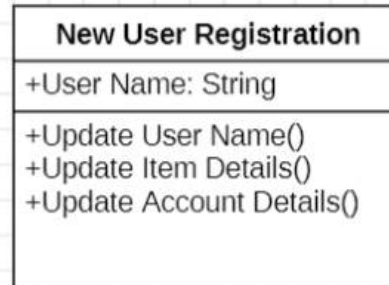 New User Registration
+User Name: String
+Update User Name()
+Update Item Details()
+Update Account Details()